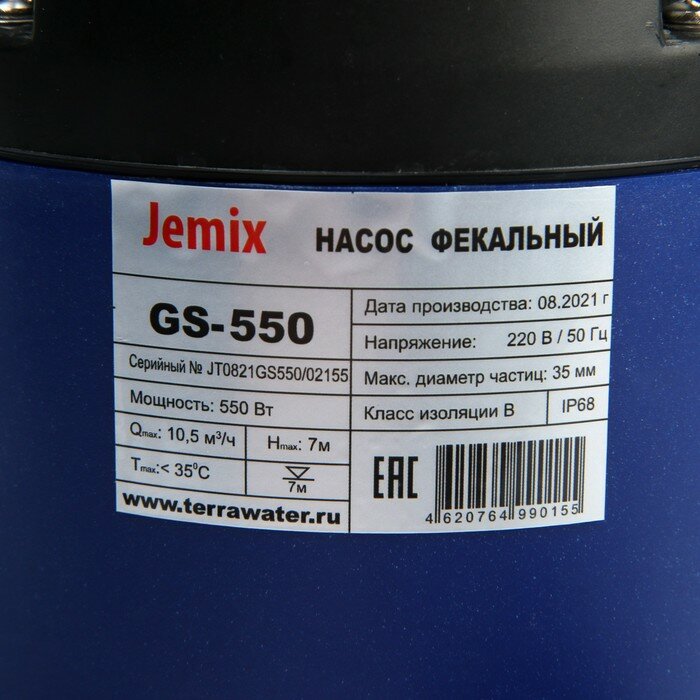 Jemix НАСОС ФЕКАЛЬНЫЙ
GS-550
Серийный № JT0821GS550/02155
Мощность: 550 Вт
Qmax: 10,5 м³/ч
Hmax: 7м
Tmax:< 35⁰С
7м
www.terrawater.ru
Дата производства: 08.2021 г
Напряжение: 220 В / 50 Гц
Макс. диаметр частиц: 35 мм
Класс изоляции В
IP68
EAC
4 620764 990155